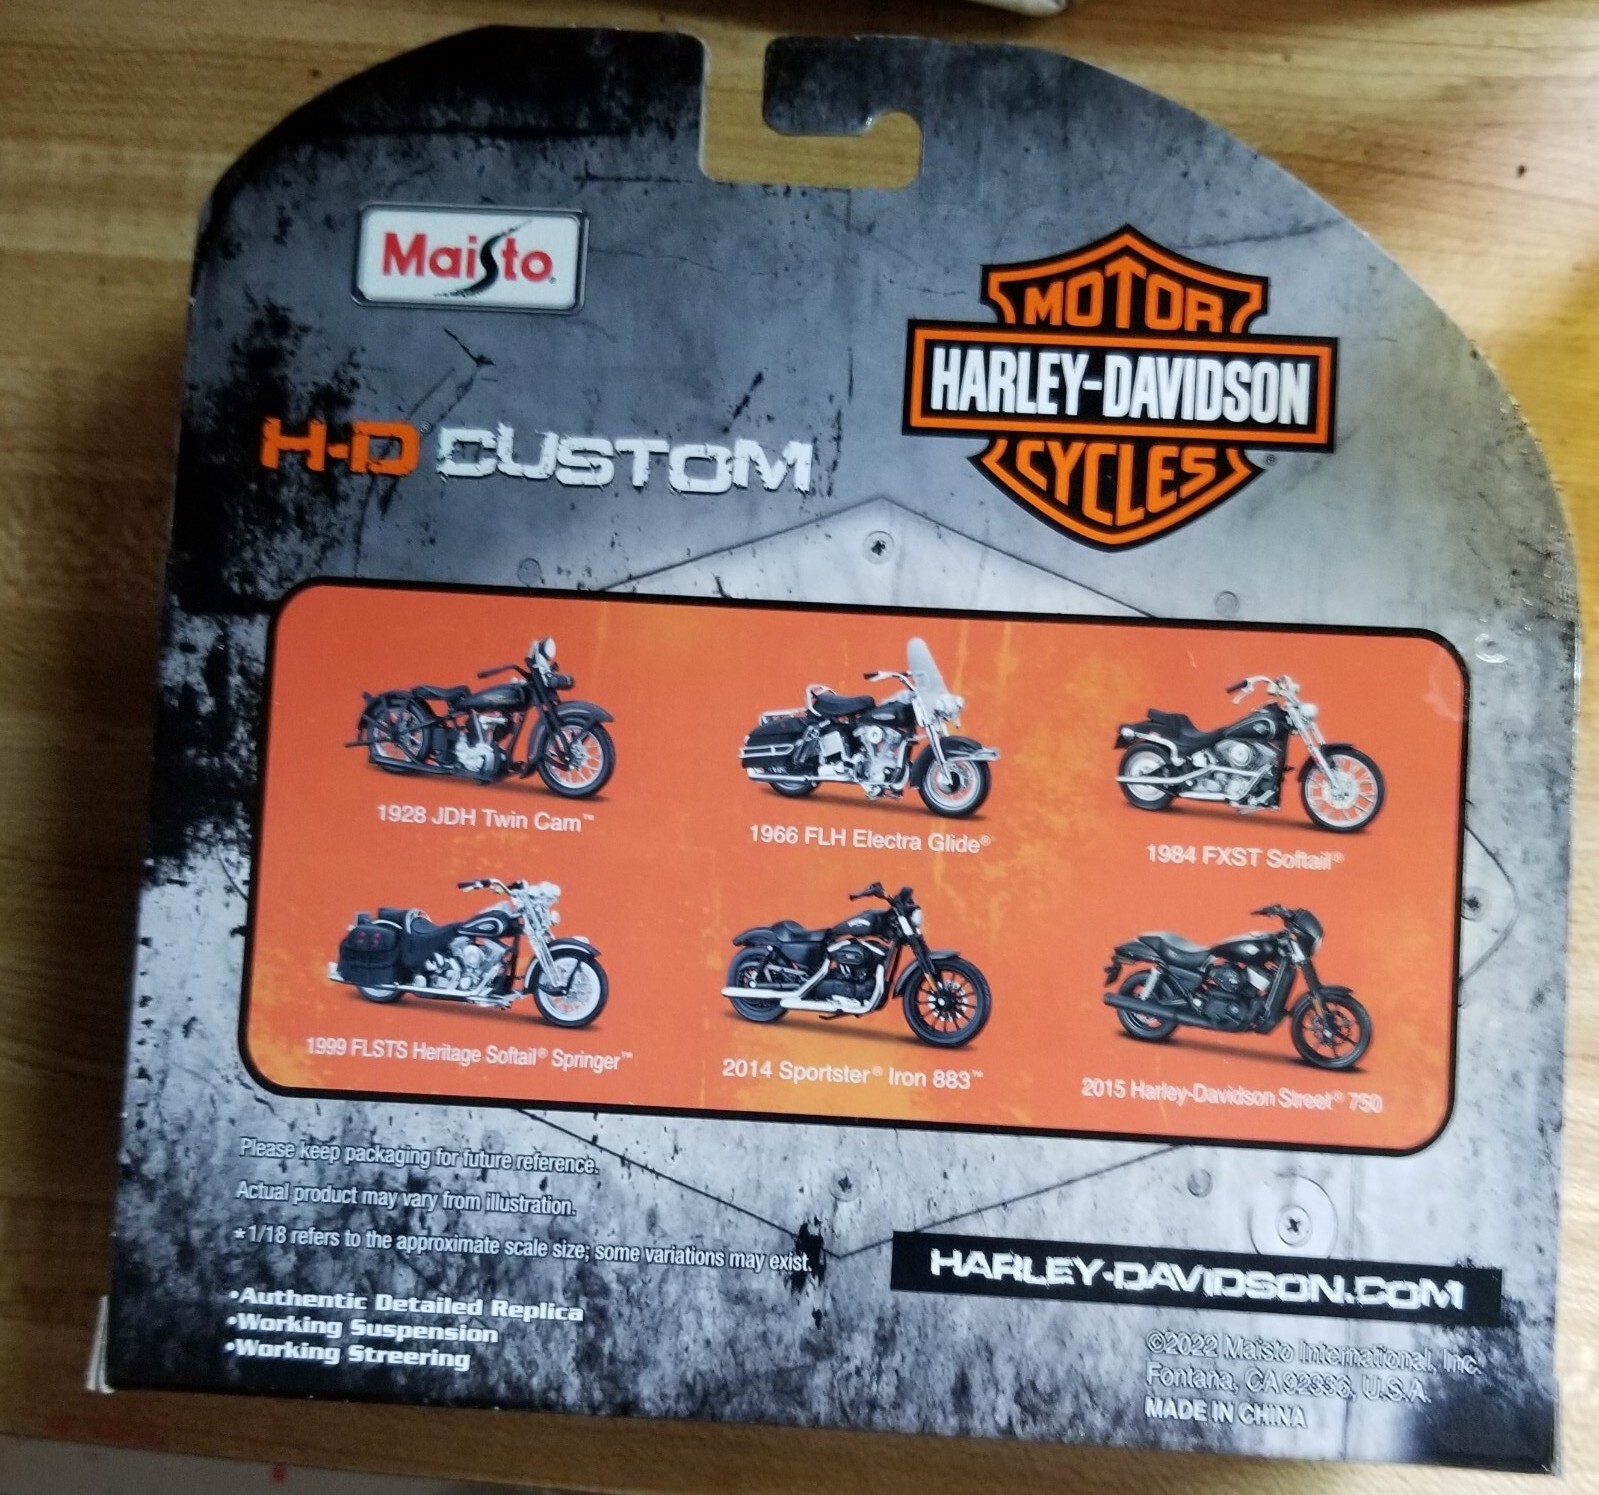 Maisto
MOTOR
HARLEY-DAVIDSON
CYCLES®
H-D® CUSTOM
1928 JDH Twin Cam™
1966 FLH Electra Glide®
1984 FXST Softail®
1999 FLSTS Heritage Softail® Springer™
2014 Sportster® Iron 883™
2015 Harley-Davidson Street® 750
Please keep packaging for future reference.
Actual product may vary from illustration.
*1/18 refers to the approximate scale size; some variations may exist.
•Authentic Detailed Replica
•Working Suspension
•Working Streering
HARLEY-DAVIDSON.COM
©2022 Maisto International, Inc.
Fontana, CA 92336, U.S.A.
MADE IN CHINA